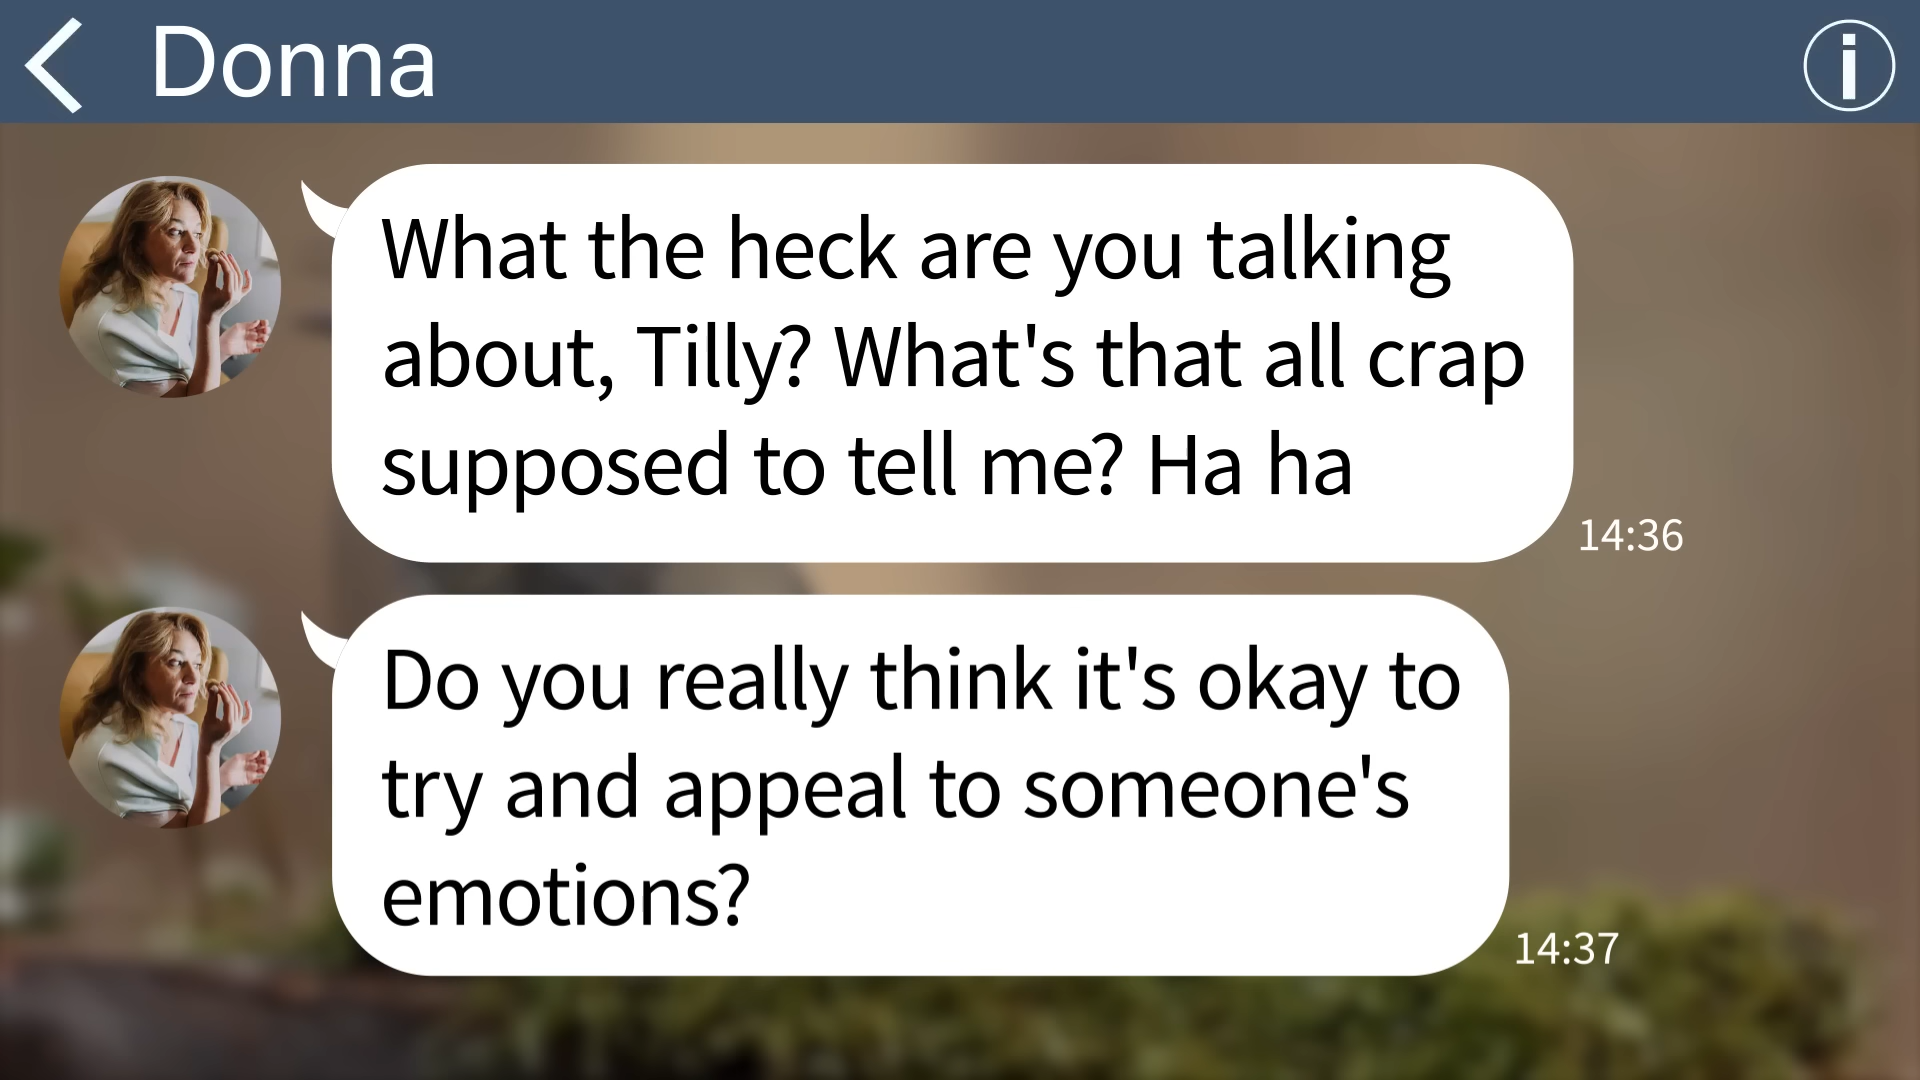 Donna
What the heck are you talking
about, Tilly? What's that all crap
supposed to tell me? Ha ha
14:36
Do you really think it's okay to
try and appeal to someone's
emotions?
14:37